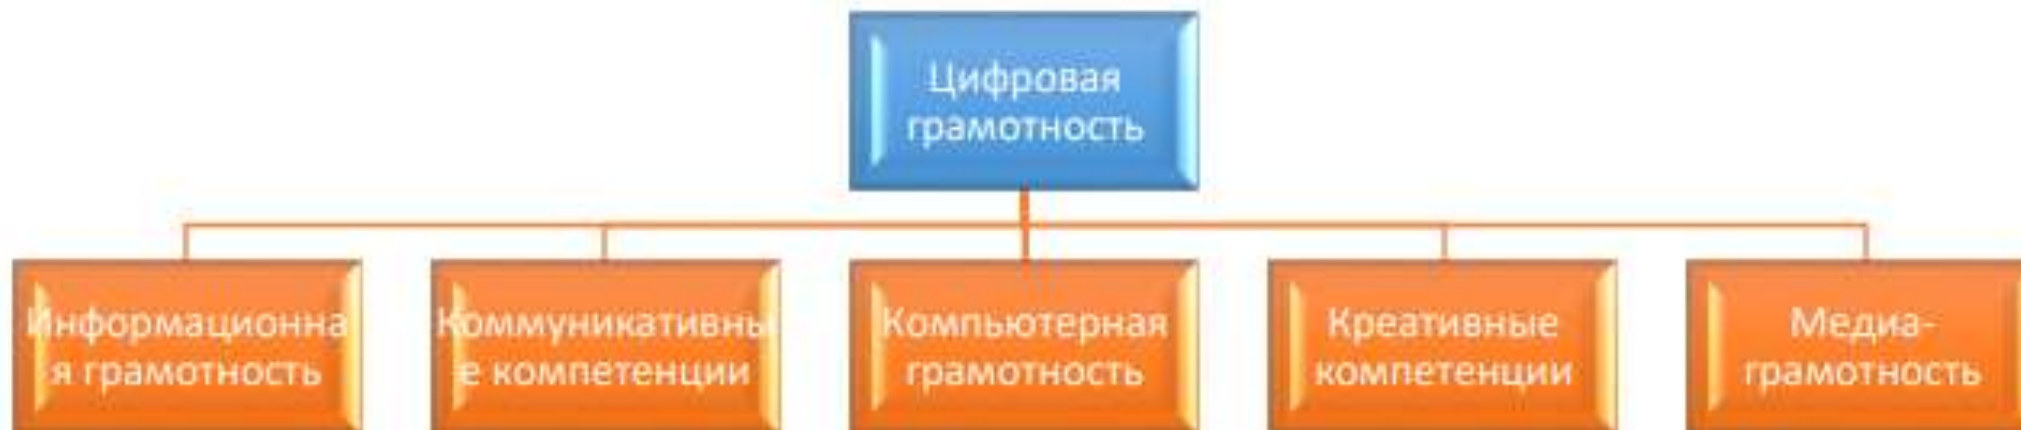 Цифровая
грамотность
Информационна
я грамотность
Коммуникативны
е компетенции
Компьютерная
грамотность
Креативные
компетенции
Медиа-
грамотность